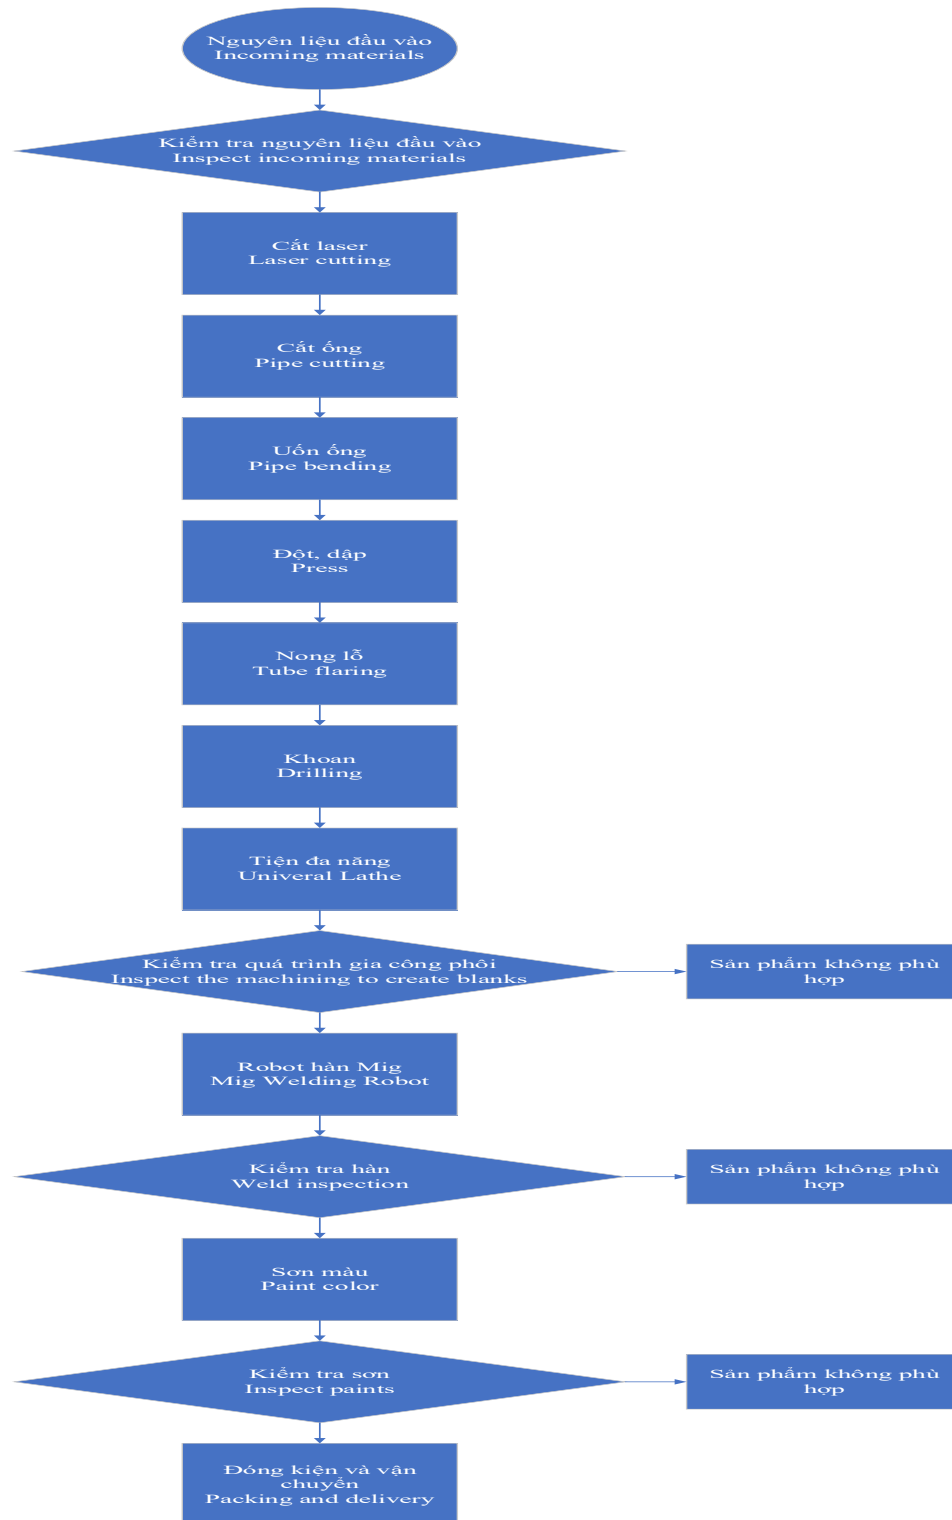 Nguyên liệu đầu vào
Incoming materials
Kiểm tra nguyên liệu đầu vào
Inspect incoming materials
Cắt laser
Laser cutting
Cắt ống
Pipe cutting
Uốn ống
Pipe bending
Đột, dập
Press
Nong lỗ
Tube flaring
Khoan
Drilling
Tiện đa năng
Univeral Lathe
Kiểm tra quá trình gia công phôi
Inspect the machining to create blanks
Sản phẩm không phù
hợp
Robot hàn Mig
Mig Welding Robot
Kiểm tra hàn
Weld inspection
Sản phẩm không phù
hợp
Sơn màu
Paint color
Kiểm tra sơn
Inspect paints
Sản phẩm không phù
hợp
Đóng kiện và vận
chuyển
Packing and delivery